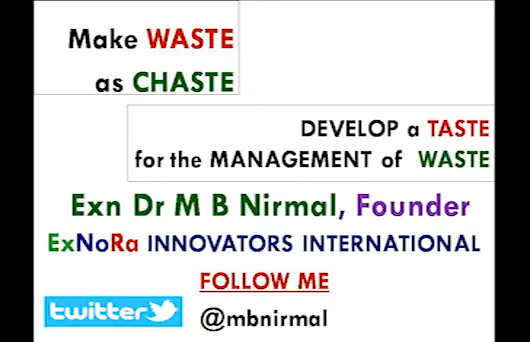 Make WASTE
as CHASTE
DEVELOP a TASTE
for the MANAGEMENT of WASTE
Exn Dr M B Nirmal, Founder
ExNoRa INNOVATORS INTERNATIONAL
FOLLOW ME
twitter
@mbnirmal